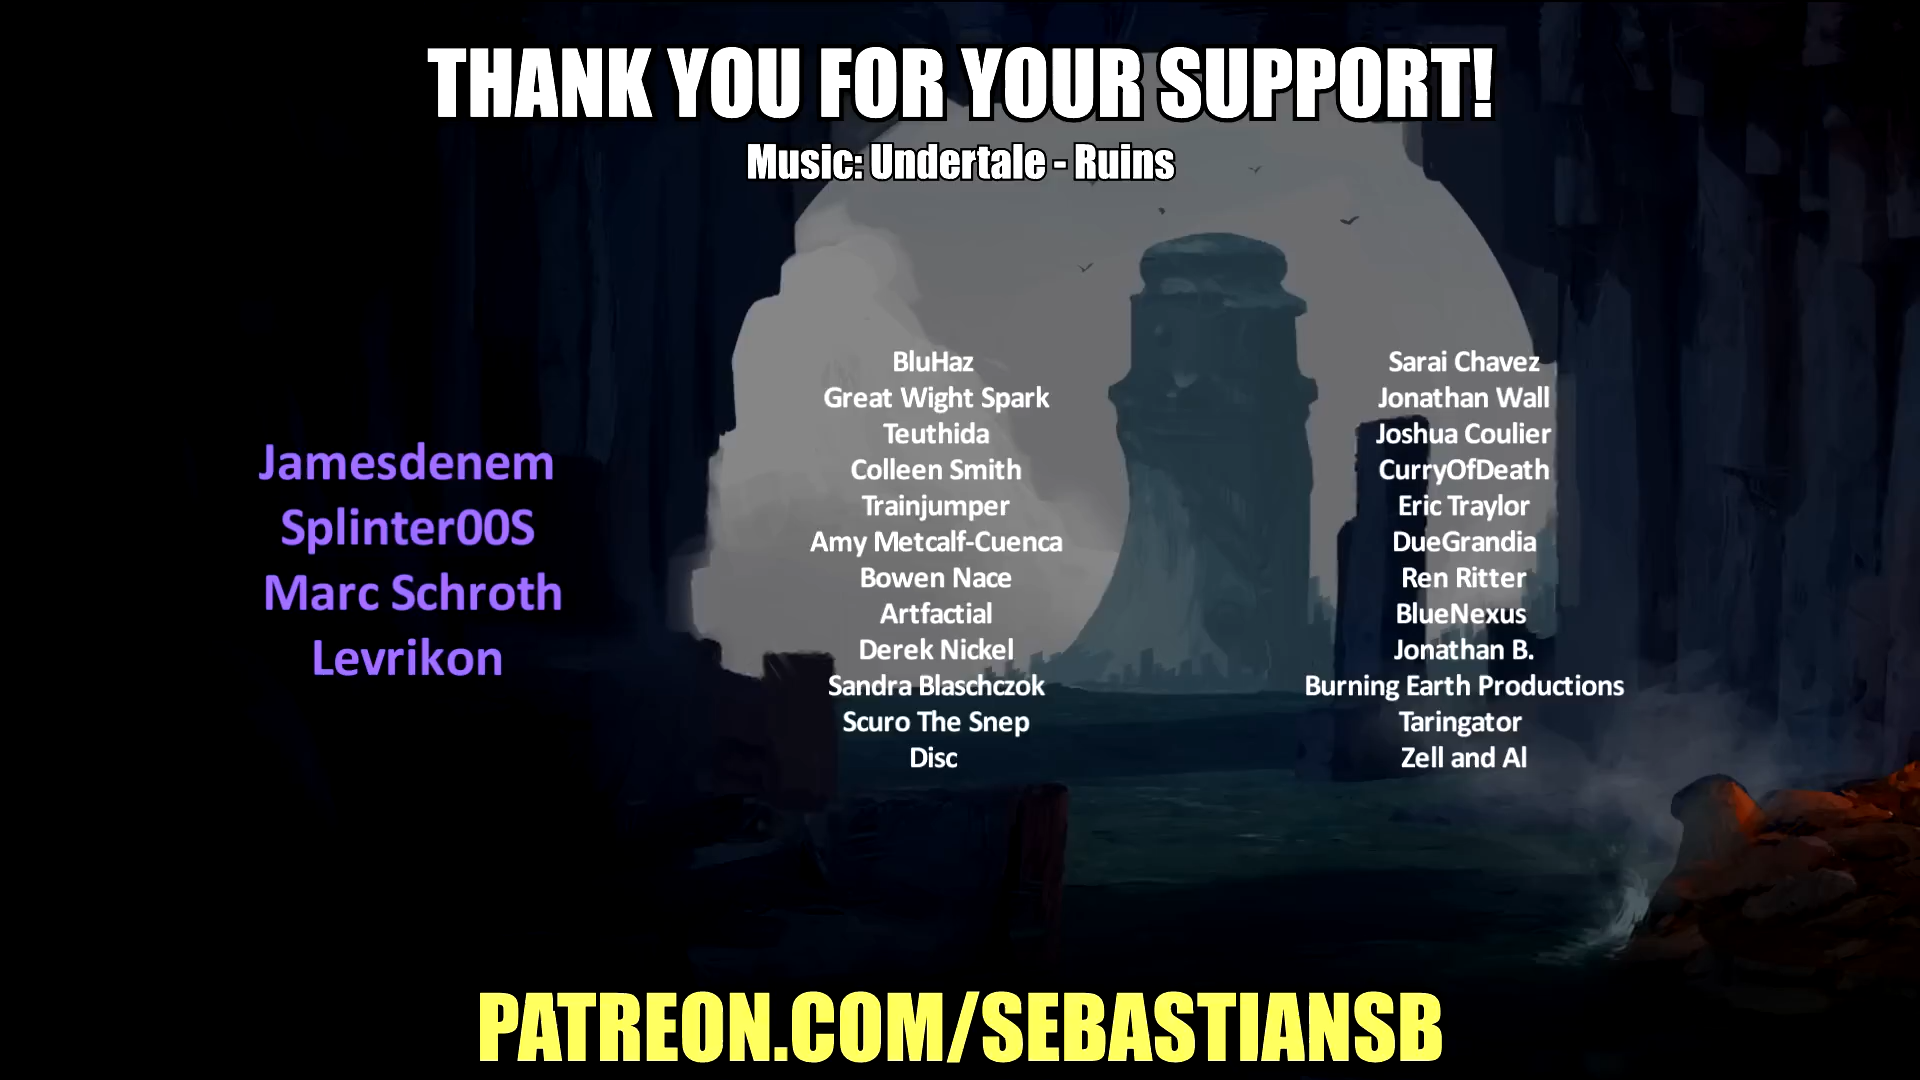 THANK YOU FOR YOUR SUPPORT!
Music: Undertale - Ruins
Jamesdenem
Splinter00S
Marc Schroth
Levrikon
BluHaz
Great Wight Spark
Teuthida
Colleen Smith
Trainjumper
Amy Metcalf-Cuenca
Bowen Nace
Artfactial
Derek Nickel
Sandra Blaschczok
Scuro The Snep
Disc
Sarai Chavez
Jonathan Wall
Joshua Coulier
CurryOfDeath
Eric Traylor
DueGrandia
Ren Ritter
BlueNexus
Jonathan B.
Burning Earth Productions
Taringator
Zell and Al
PATREON.COM/SEBASTIANSB